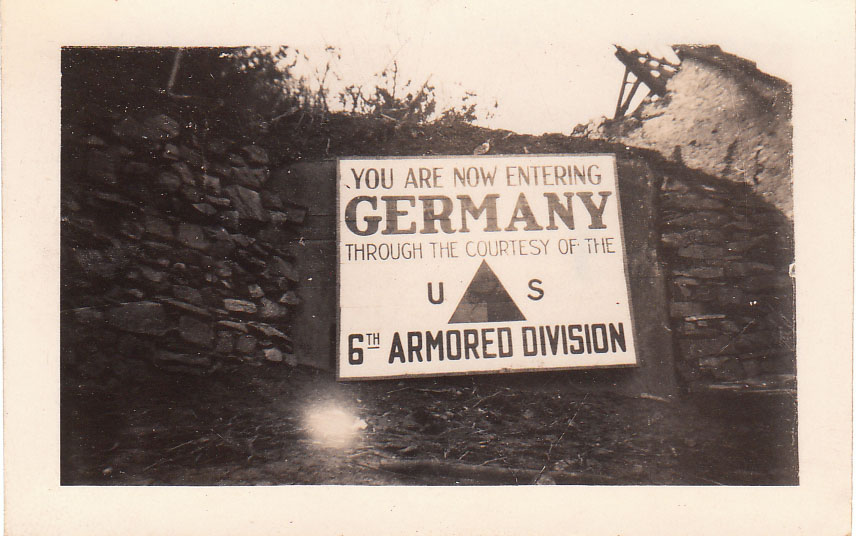 YOU ARE NOW ENTERING
GERMANY
THROUGH THE COURTESY OF THE
U S
6TH ARMORED DIVISION